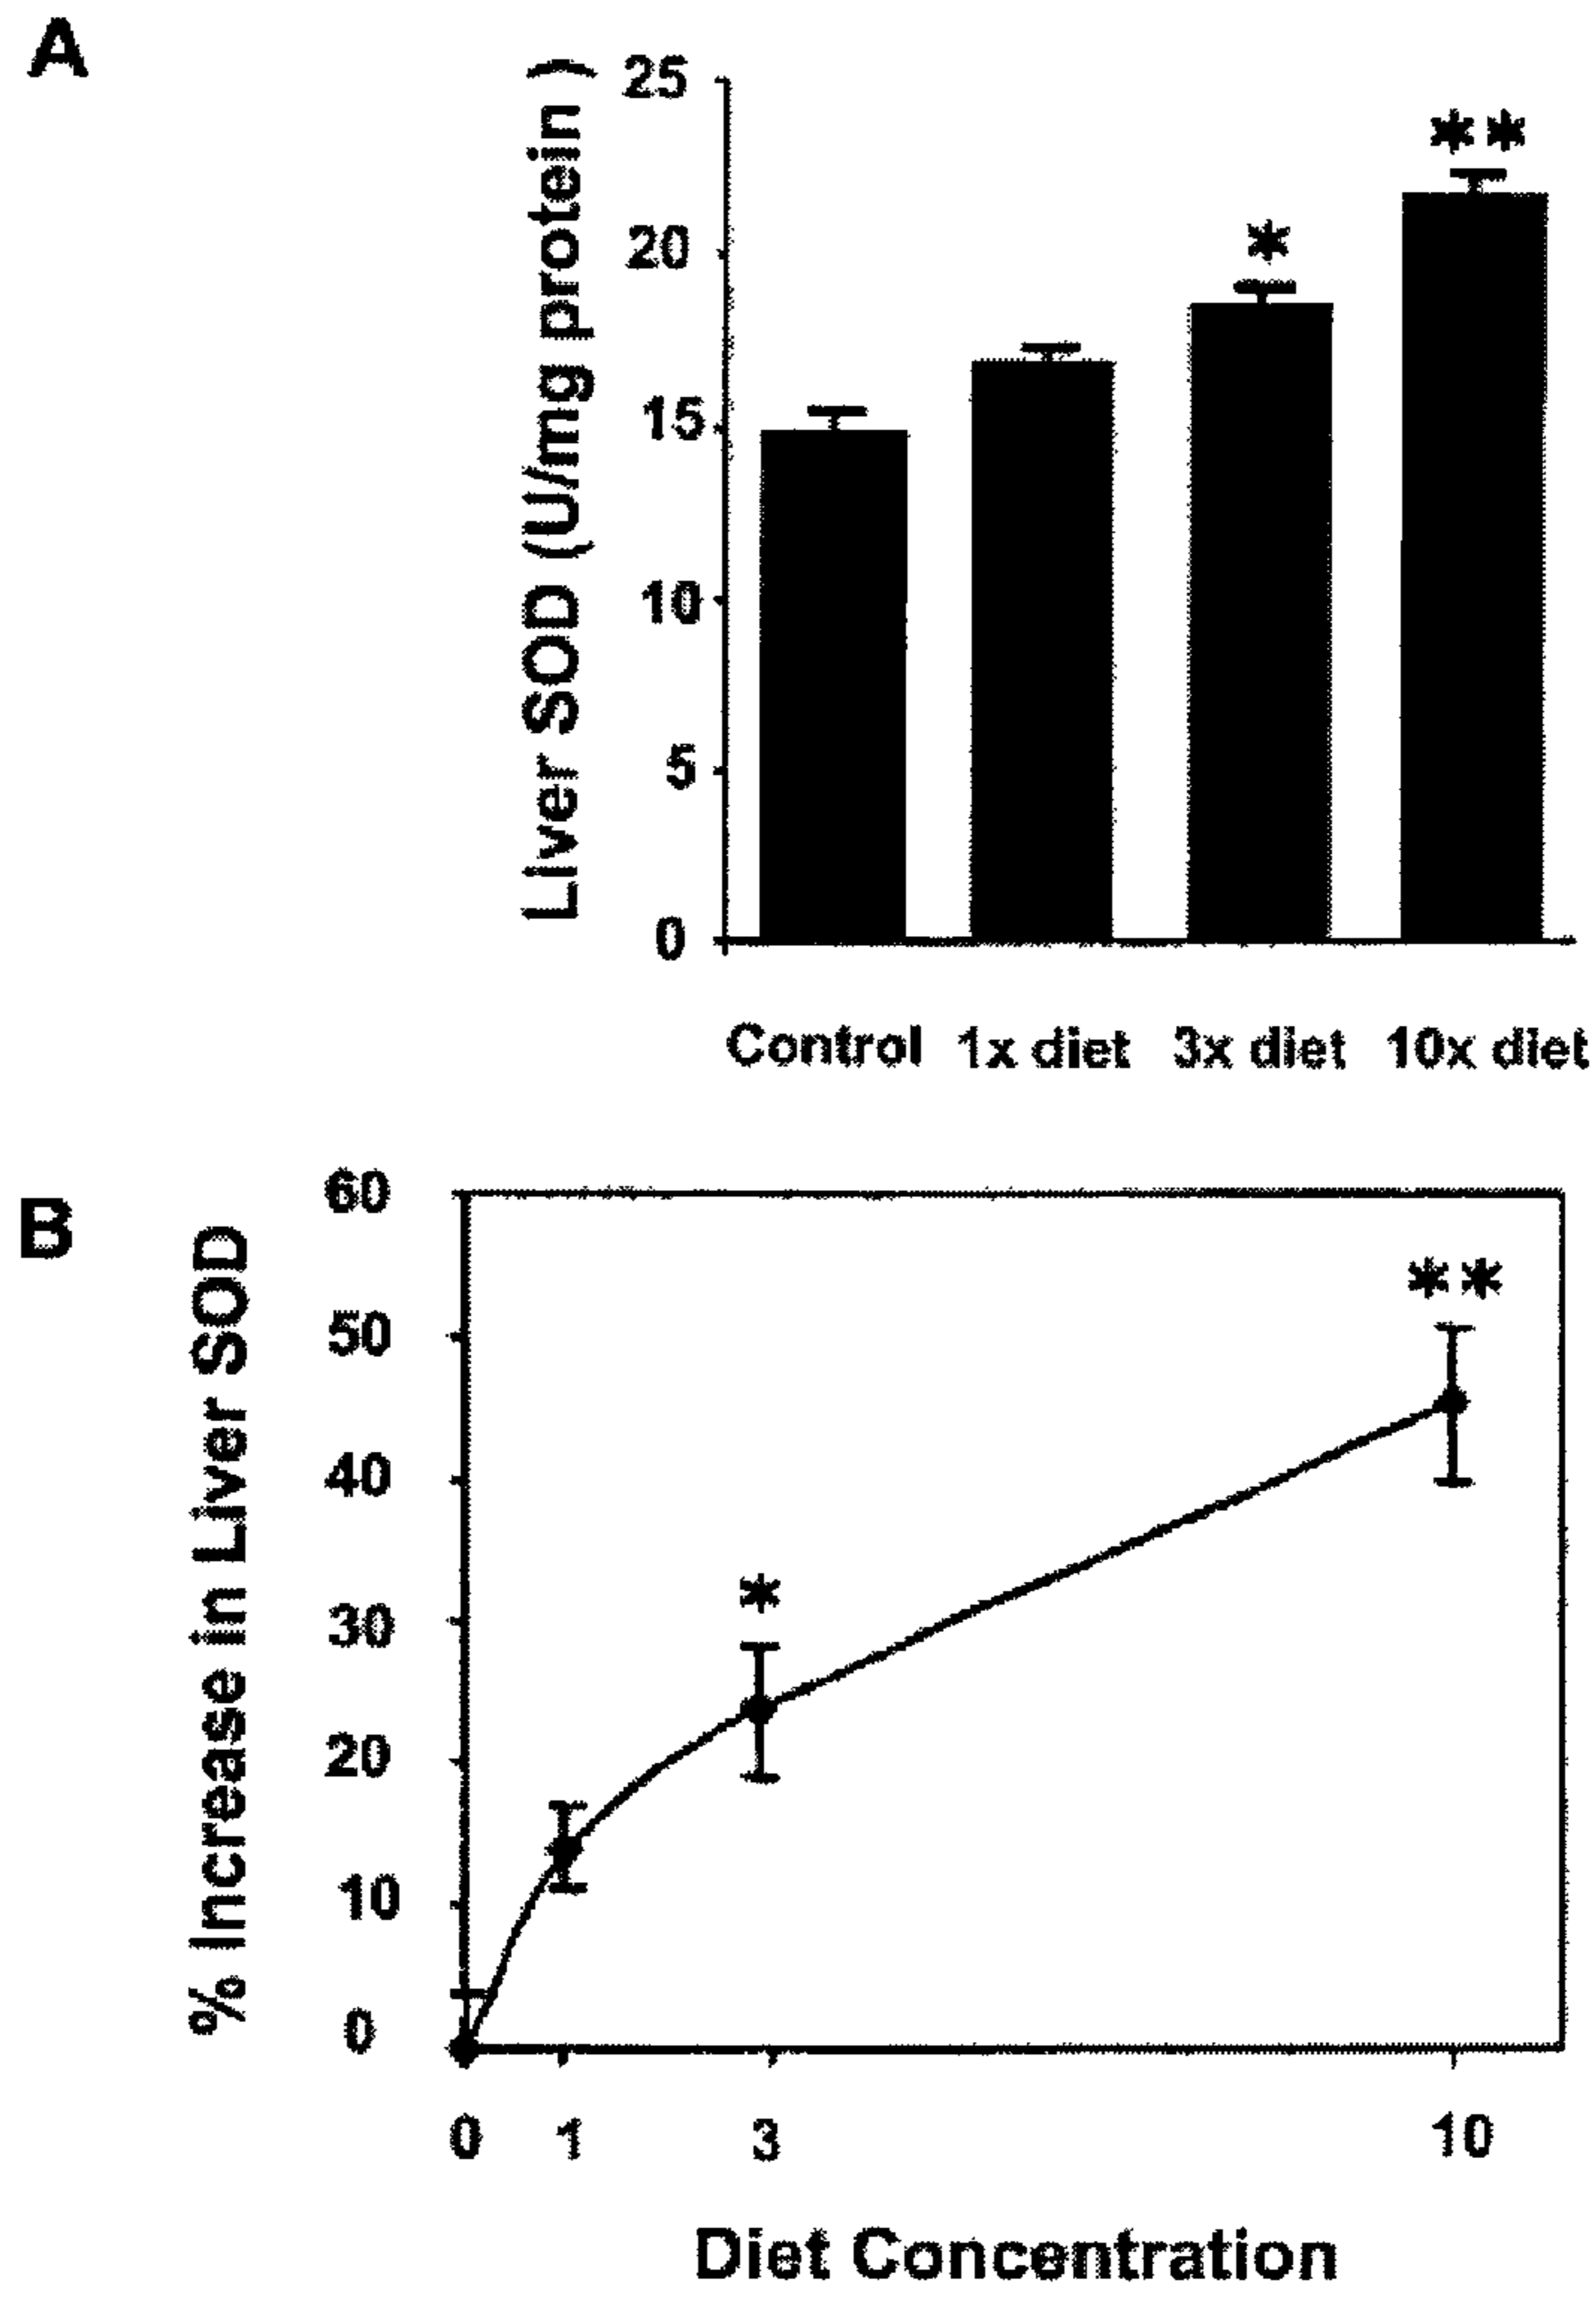 A
Liver SOD (U/mg protein )
25
20
15
10
5
0
*
**
Control 1x diet 3x diet 10x diet
B
% Increase in Liver SOD
60
50
40
30
20
10
0
*
**
0 1 3 10
Diet Concentration